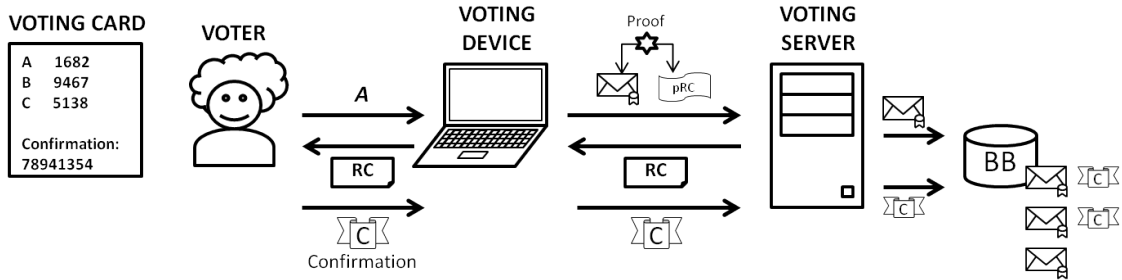 VOTING CARD
A 1682
B 9467
C 5138
Confirmation:
78941354
VOTER
A
RC
C
Confirmation
VOTING
DEVICE
Proof
pRC
RC
C
VOTING
SERVER
C
BB
C
C